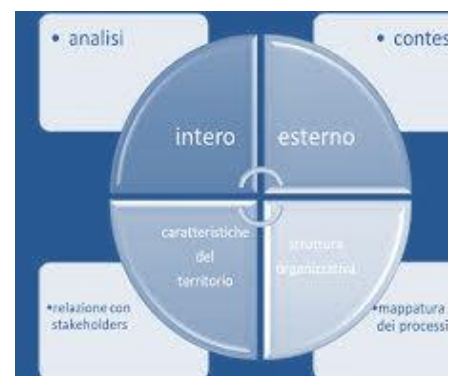 • analisi
• contes
intero
esterno
caratteristiche
del
territorio
struttura
organizzativa
•relazione con
stakeholders
•mappatura
dei processi